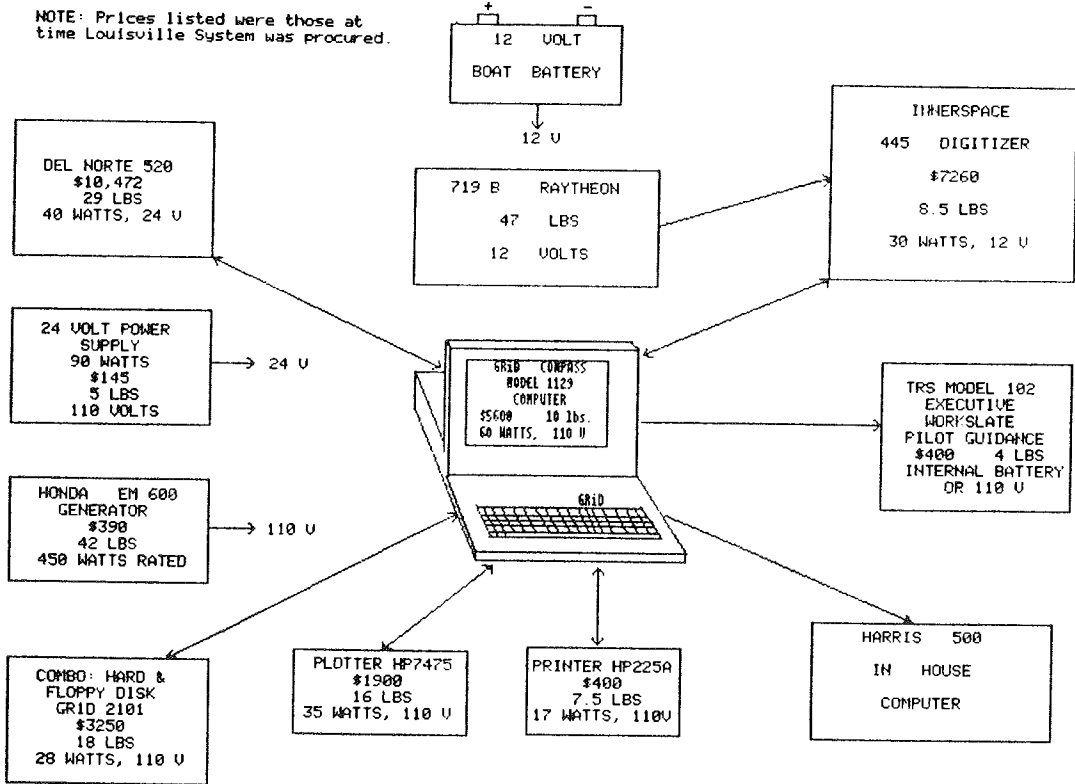 NOTE: Prices listed were those at
time Louisville System was procured.
+ -
12 VOLT
BOAT BATTERY
12 V
DEL NORTE 520
$10,472
29 LBS
40 WATTS, 24 V
719 B RAYTHEON
47 LBS
12 VOLTS
INNERSPACE
445 DIGITIZER
$7260
8.5 LBS
30 WATTS, 12 V
24 VOLT POWER
SUPPLY
90 WATTS
$145
5 LBS
110 VOLTS
24 V
GRiD COMPASS
MODEL 1129
COMPUTER
$5600 10 lbs.
60 WATTS, 110 V
GRiD
TRS MODEL 102
EXECUTIVE
WORKSLATE
PILOT GUIDANCE
$400 4 LBS
INTERNAL BATTERY
OR 110 V
HONDA EM 600
GENERATOR
$390
42 LBS
450 WATTS RATED
110 V
COMBO: HARD &
FLOPPY DISK
GRiD 2101
$3250
18 LBS
28 WATTS, 110 V
PLOTTER HP7475
$1900
16 LBS
35 WATTS, 110 V
PRINTER HP225A
$400
7.5 LBS
17 WATTS, 110V
HARRIS 500
IN HOUSE
COMPUTER